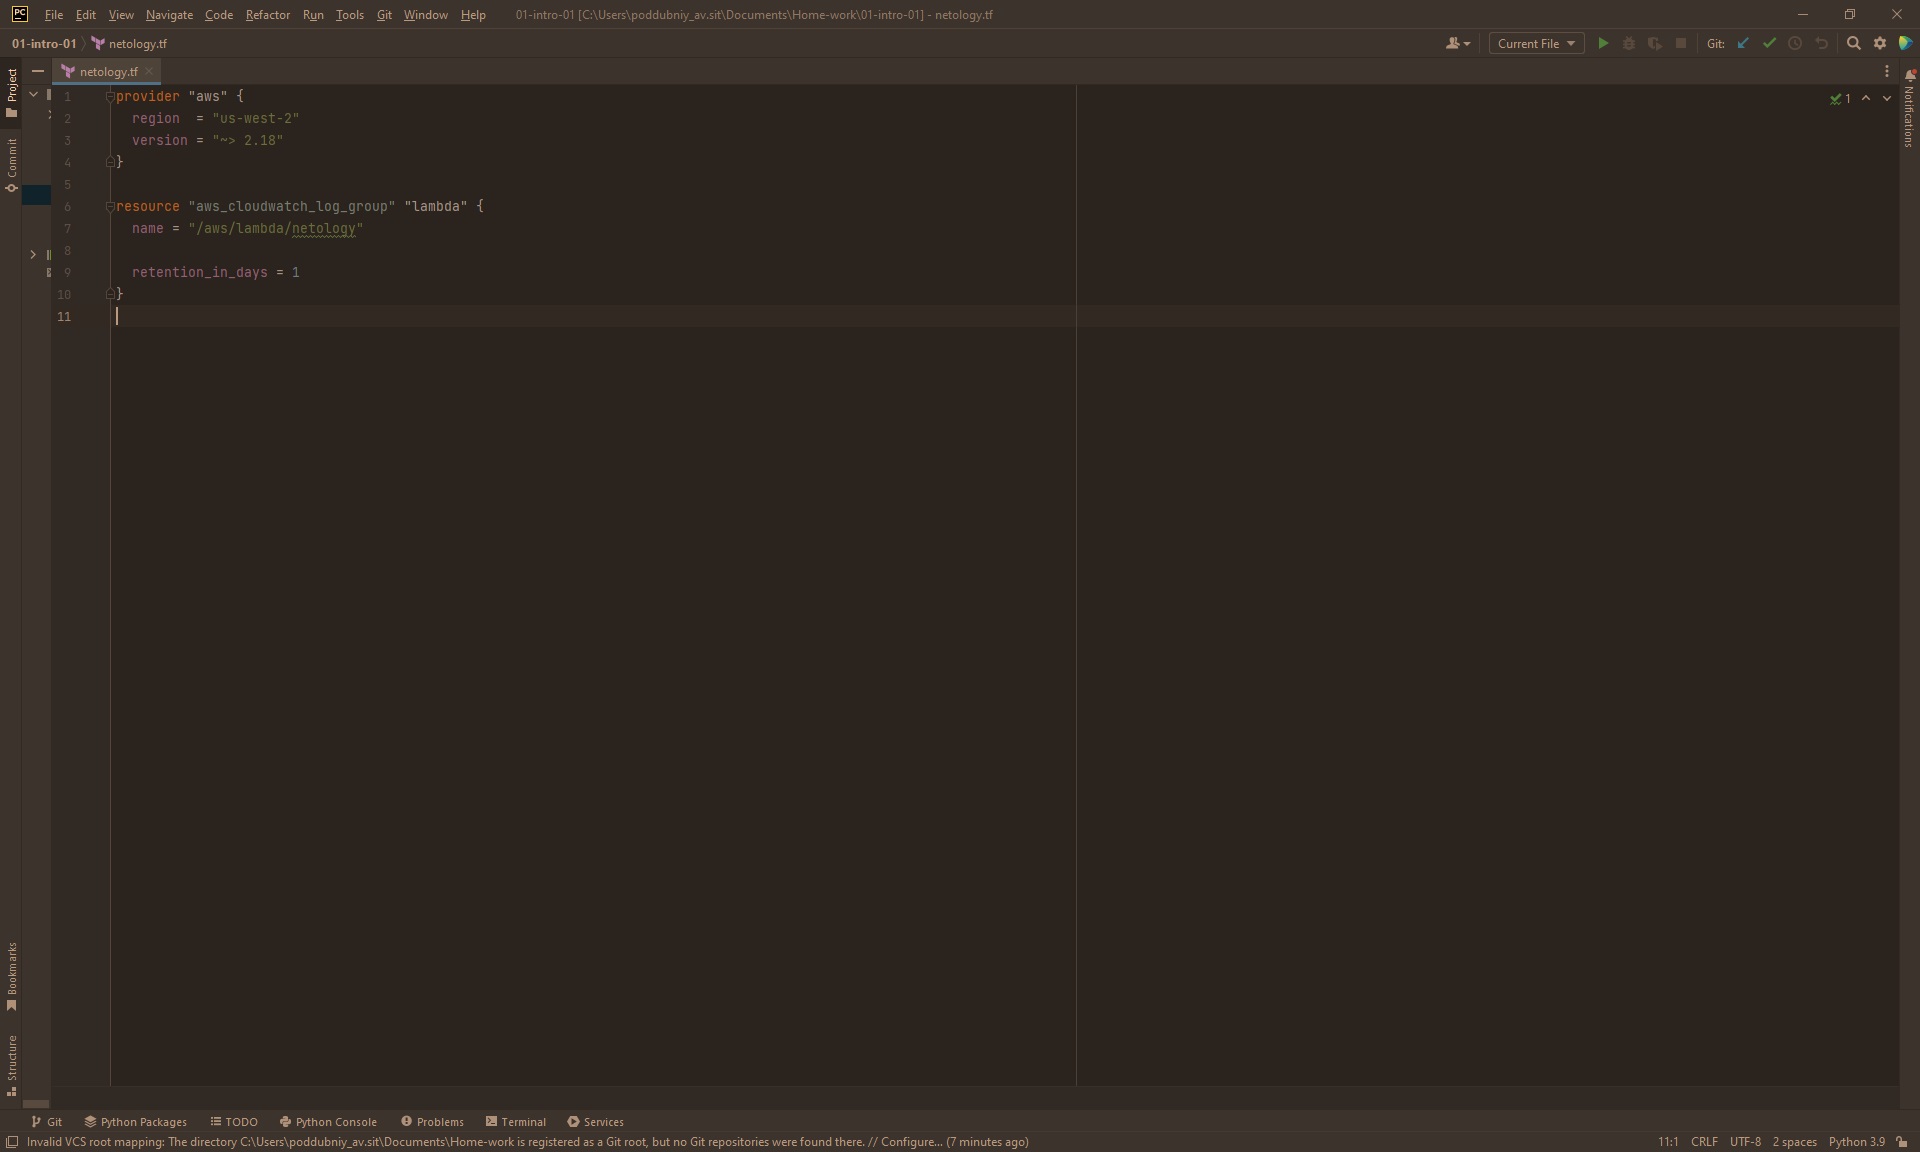 PC File Edit View Navigate Code Refactor Run Tools Git Window Help 01-intro-01 [C:\Users\poddubniy_av.sit\Documents\Home-work\01-intro-01] - netology.tf
01-intro-01 netology.tf Current File Git:
Project
netology.tf
1 provider "aws" {
2   region  = "us-west-2"
3   version = "~> 2.18"
4 }
5
6 resource "aws_cloudwatch_log_group" "lambda" {
7   name = "/aws/lambda/netology"
8
9   retention_in_days = 1
10 }
11
1
Notifications
Commit
Bookmarks
Structure
Git Python Packages TODO Python Console Problems Terminal Services
Invalid VCS root mapping: The directory C:\Users\poddubniy_av.sit\Documents\Home-work is registered as a Git root, but no Git repositories were found there. // Configure... (7 minutes ago) 11:1 CRLF UTF-8 2 spaces Python 3.9